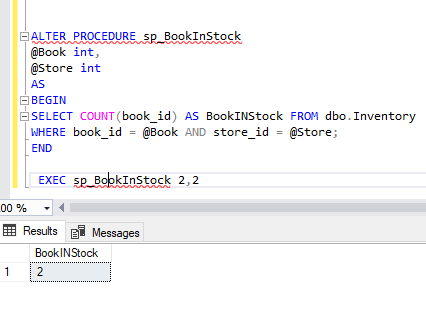 ALTER PROCEDURE sp_BookInStock
@Book int,
@Store int
AS
BEGIN
SELECT COUNT(book_id) AS BookINStock FROM dbo.Inventory
WHERE book_id = @Book AND store_id = @Store;
END
EXEC sp_BookInStock 2,2
00 %
Results Messages
BookINStock
1 2